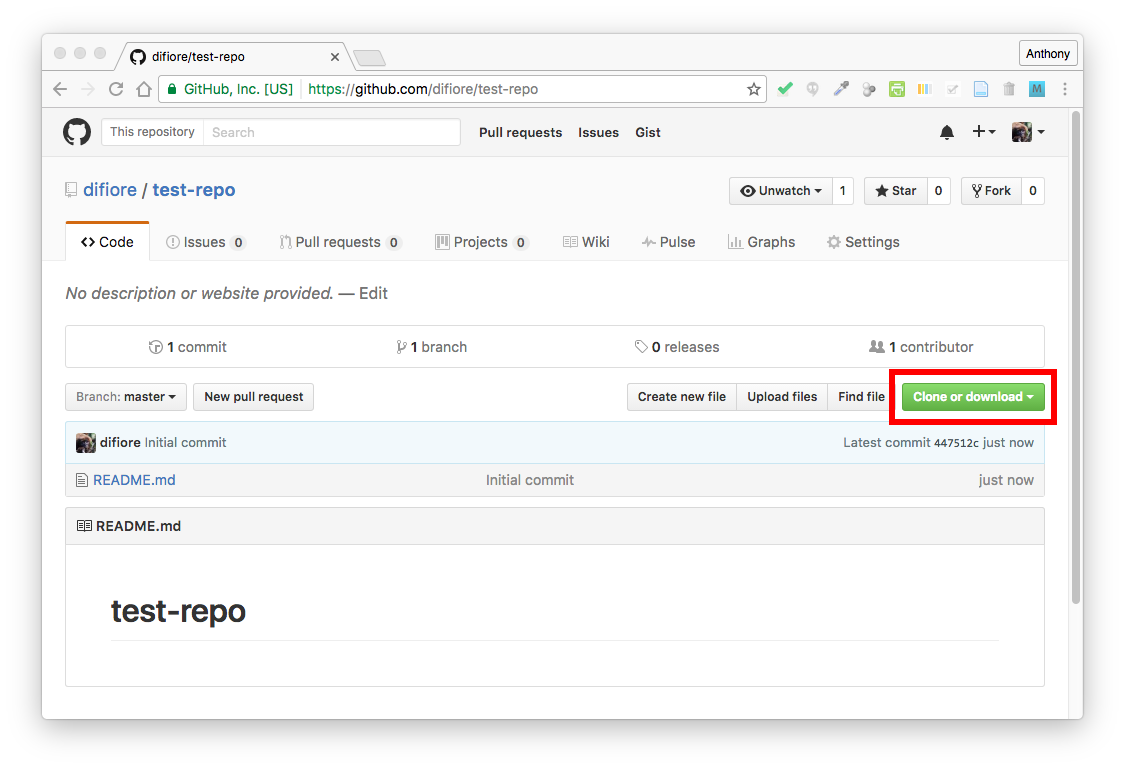 difiore/test-repo
Anthony
GitHub, Inc. [US] https://github.com/difiore/test-repo
M
This repository Search Pull requests Issues Gist
difiore / test-repo Unwatch 1 Star 0 Fork 0
Code Issues 0 Pull requests 0 Projects 0 Wiki Pulse Graphs Settings
No description or website provided. — Edit
1 commit 1 branch 0 releases 1 contributor
Branch: master New pull request Create new file Upload files Find file Clone or download
difiore Initial commit Latest commit 447512c just now
README.md Initial commit just now
README.md
test-repo